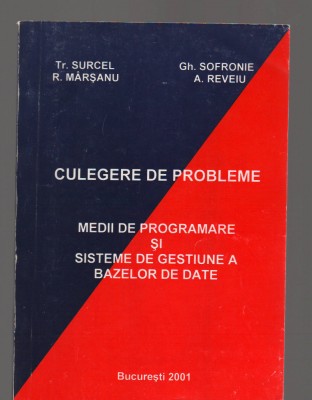 Tr. SURCEL
R. MÂRŞANU
Gh. SOFRONIE
A. REVEIU
CULEGERE DE PROBLEME
MEDII DE PROGRAMARE
ŞI
SISTEME DE GESTIUNE A
BAZELOR DE DATE
Bucureşti 2001